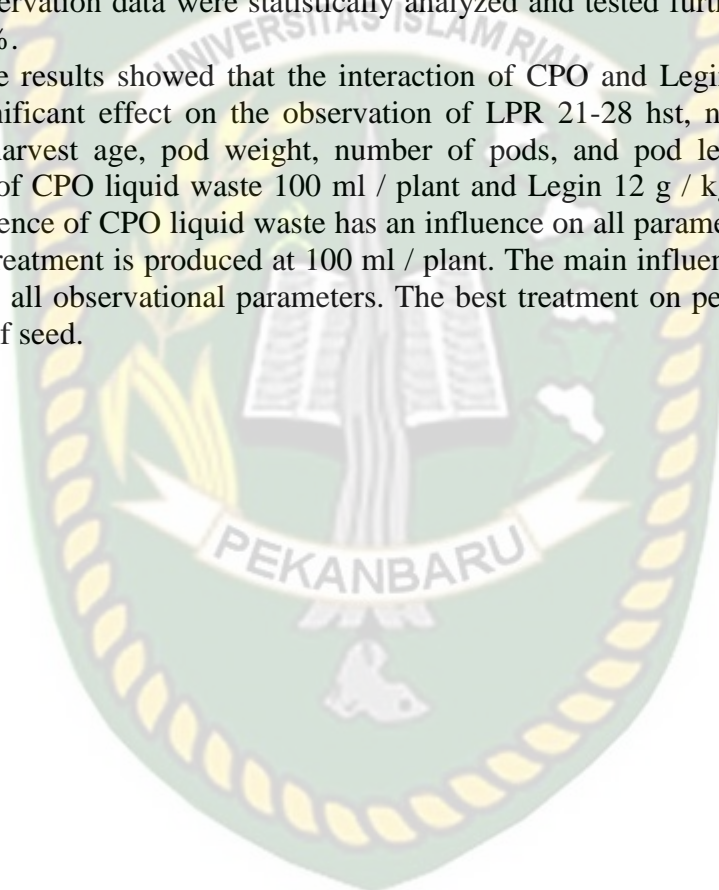 ervation data were statistically analyzed and tested furt
%.
e results showed that the interaction of CPO and Legin
nificant effect on the observation of LPR 21-28 hst, n
arvest age, pod weight, number of pods, and pod le
of CPO liquid waste 100 ml / plant and Legin 12 g / k
ence of CPO liquid waste has an influence on all parame
reatment is produced at 100 ml / plant. The main influen
all observational parameters. The best treatment on pe
f seed.
UNIVERSITAS ISLAM RIAU
PEKANBARU